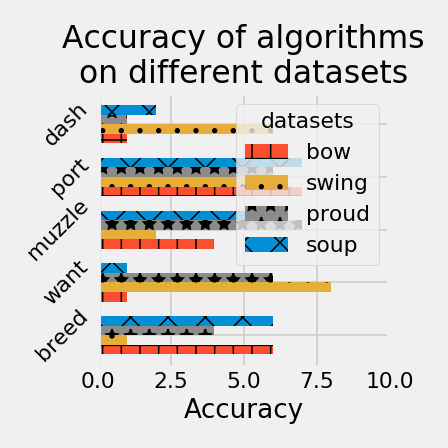 Accuracy of algorithms
on different datasets
dash
port
muzzle
want
breed
datasets
bow
swing
proud
soup
0.0 2.5 5.0 7.5 10.0
Accuracy